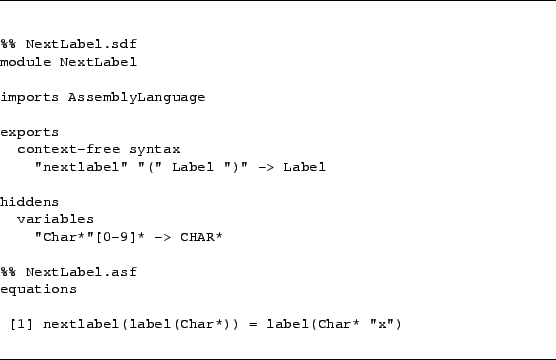 %% NextLabel.sdf
module NextLabel
imports AssemblyLanguage
exports
context-free syntax
"nextlabel" "(" Label ")" -> Label
hiddens
variables
"Char*"[0-9]* -> CHAR*
%% NextLabel.asf
equations
[1] nextlabel(label(Char*)) = label(Char* "x")